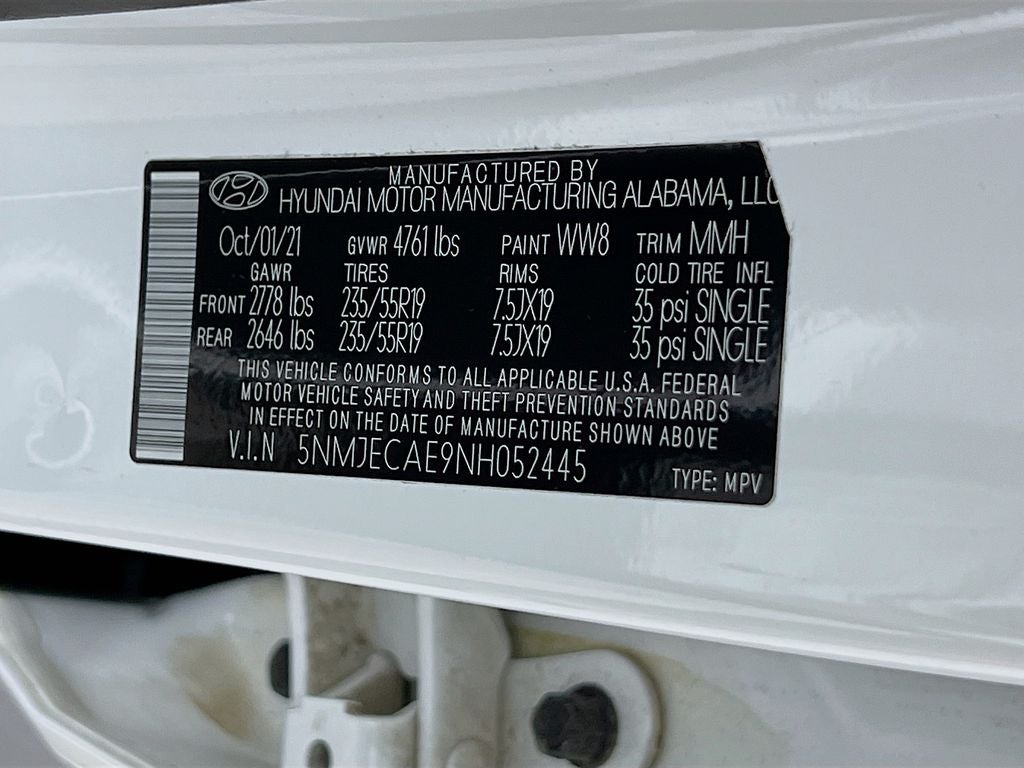 MANUFACTURED BY
HYUNDAI MOTOR MANUFACTURING ALABAMA, LLC
Oct/01/21 GVWR 4761 lbs PAINT WW8 TRIM MMH
GAWR TIRES RIMS COLD TIRE INFL
FRONT 2778 lbs 235/55R19 7.5JX19 35 psi SINGLE
REAR 2646 lbs 235/55R19 7.5JX19 35 psi SINGLE
THIS VEHICLE CONFORMS TO ALL APPLICABLE U.S.A. FEDERAL
MOTOR VEHICLE SAFETY AND THEFT PREVENTION STANDARDS
IN EFFECT ON THE DATE OF MANUFACTURE SHOWN ABOVE
V.I.N 5NMJECAE9NH052445 TYPE: MPV